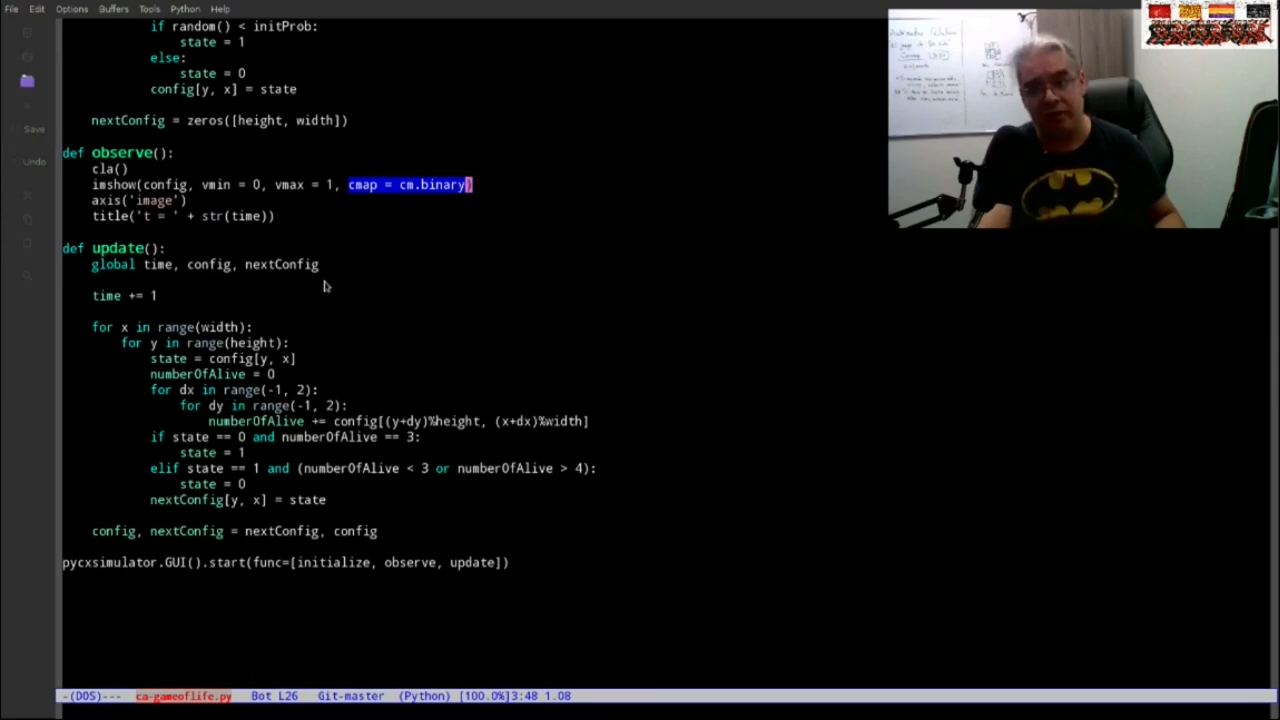 File Edit Options Buffers Tools Python Help
Save
Undo
if random() < initProb:
state = 1
else:
state = 0
config[y, x] = state
nextConfig = zeros([height, width])
def observe():
cla()
imshow(config, vmin = 0, vmax = 1, cmap = cm.binary)
axis('image')
title('t = ' + str(time))
def update():
global time, config, nextConfig
time += 1
for x in range(width):
for y in range(height):
state = config[y, x]
numberOfAlive = 0
for dx in range(-1, 2):
for dy in range(-1, 2):
numberOfAlive += config[(y+dy)%height, (x+dx)%width]
if state == 0 and numberOfAlive == 3:
state = 1
elif state == 1 and (numberOfAlive < 3 or numberOfAlive > 4):
state = 0
nextConfig[y, x] = state
config, nextConfig = nextConfig, config
pycxsimulator.GUI().start(func=[initialize, observe, update])
-(DOS)--- ca-gameoflife.py Bot L26 Git-master (Python) [100.0%]3:48 1.08